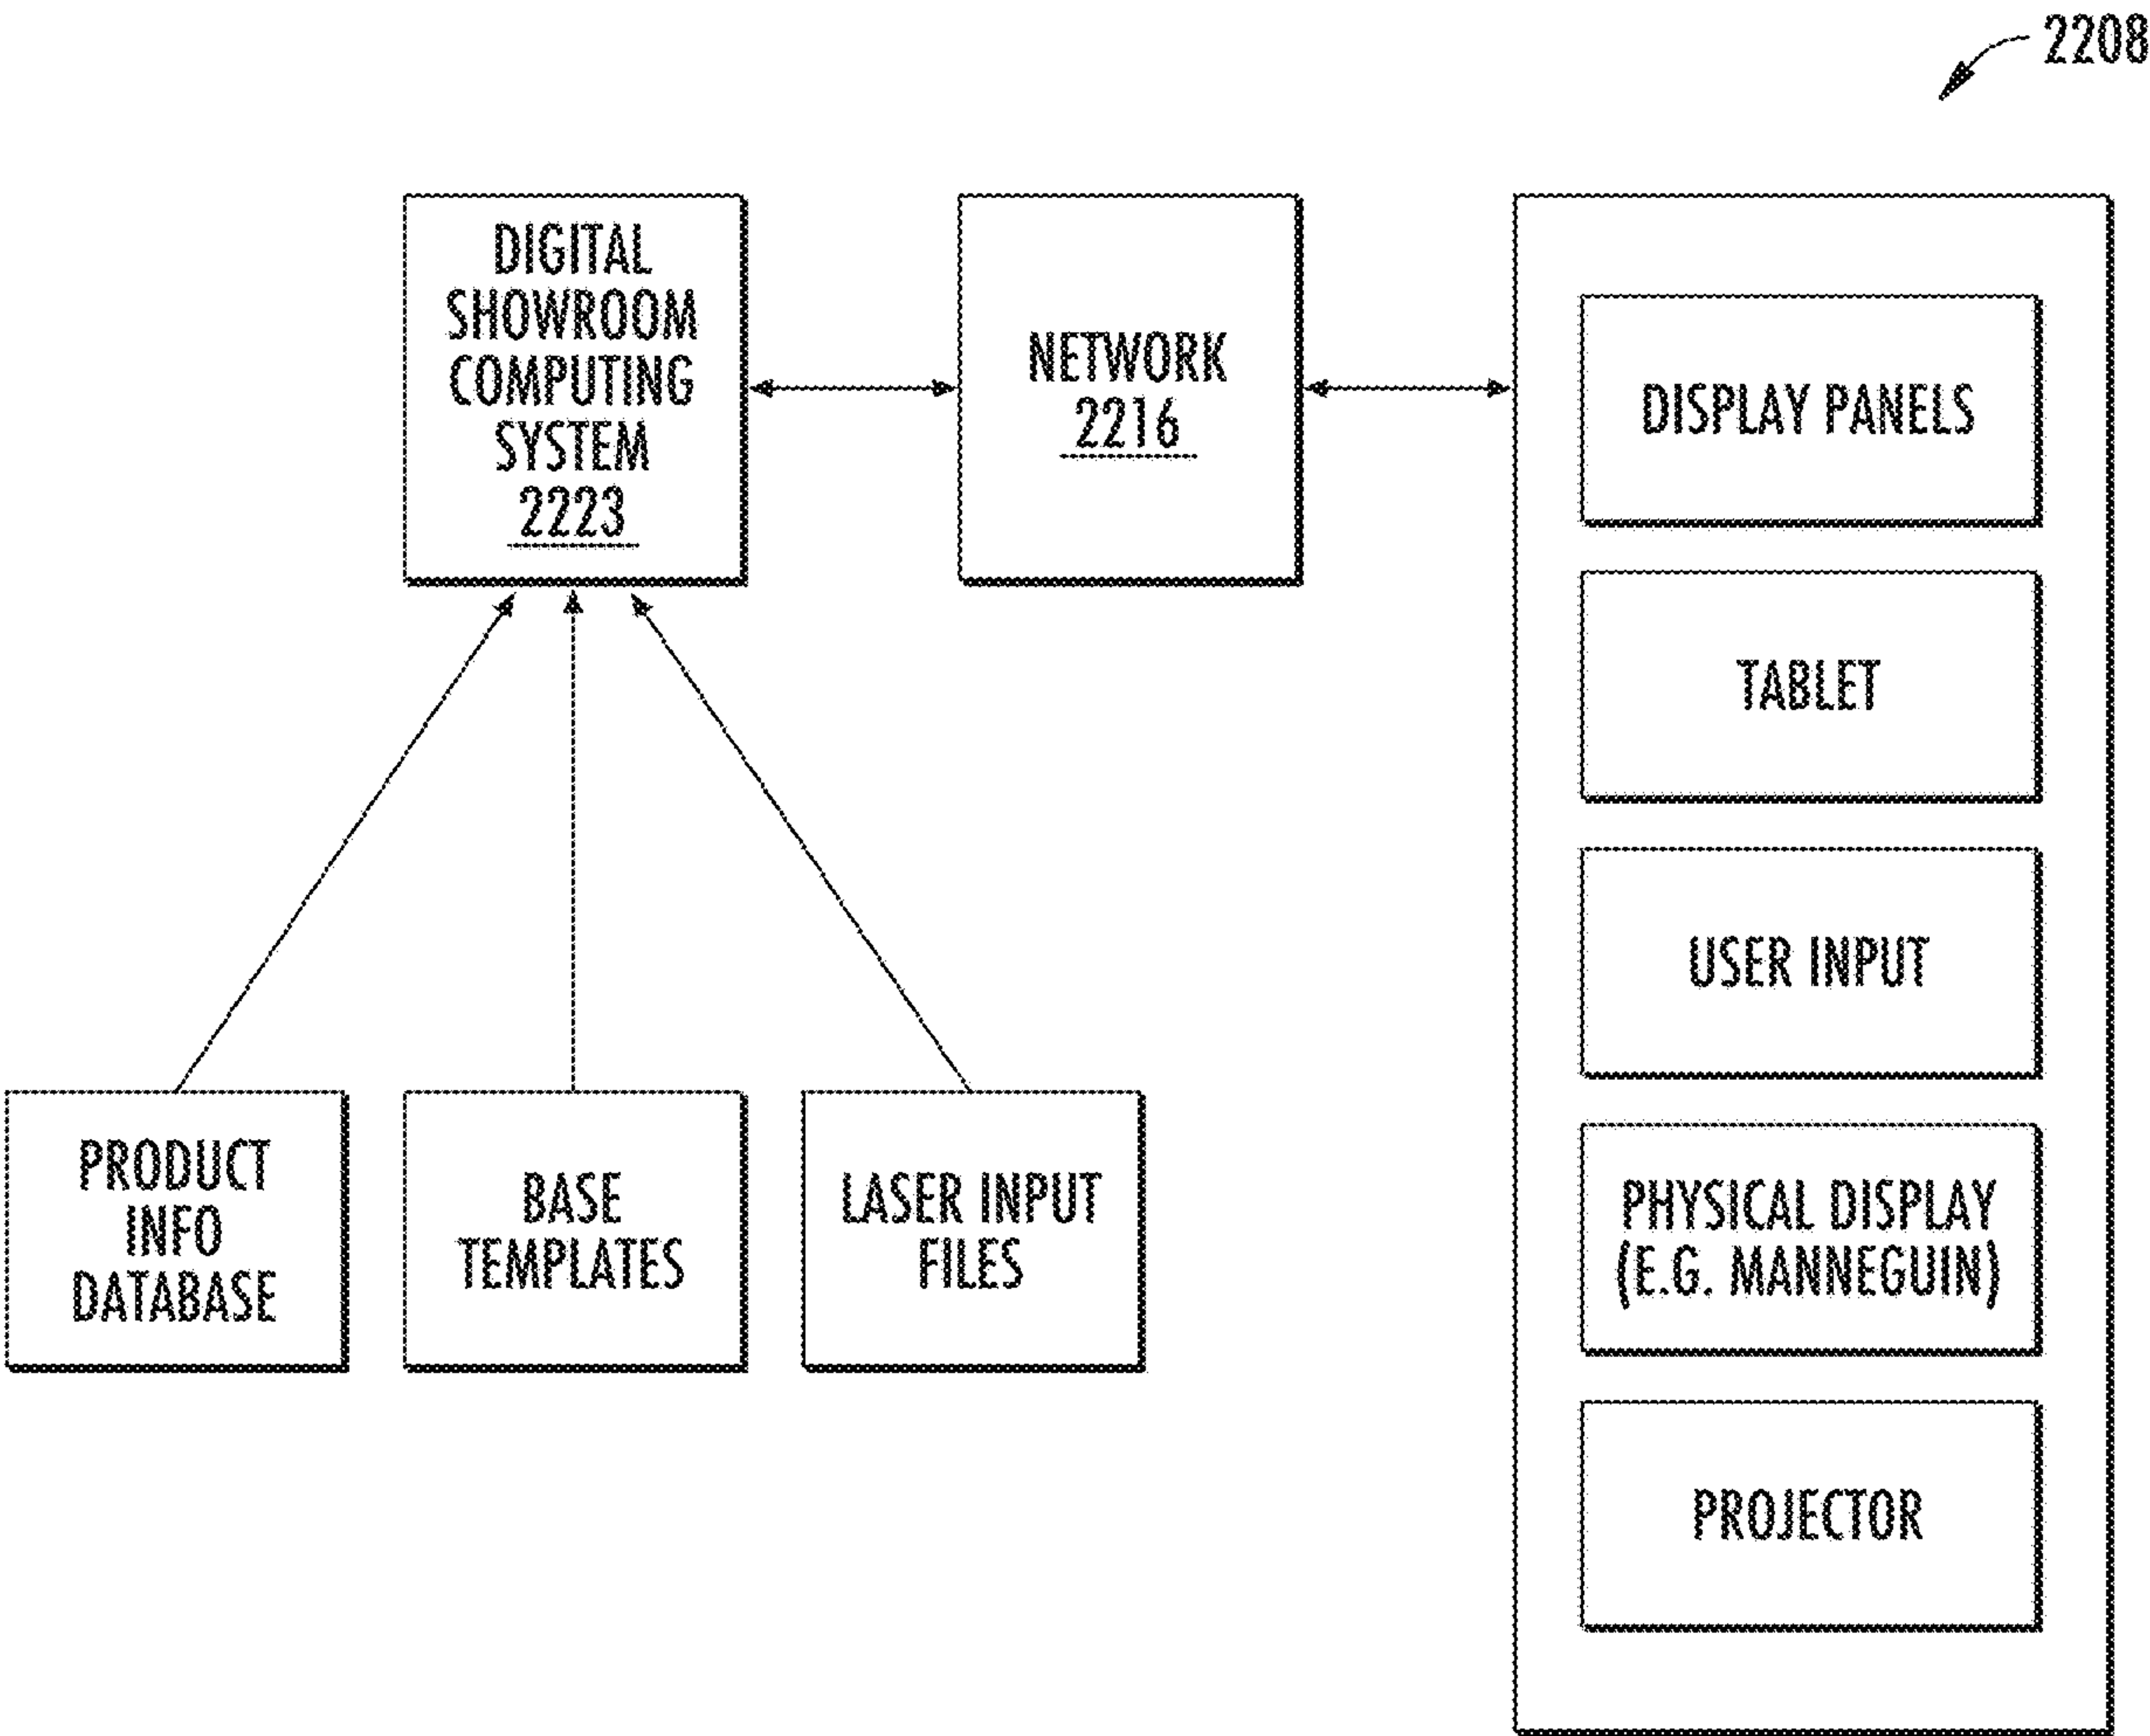 2208
DIGITAL
SHOWROOM
COMPUTING
SYSTEM
2223
NETWORK
2216
DISPLAY PANELS
TABLET
USER INPUT
PHYSICAL DISPLAY
(E.G. MANNEGUIN)
PROJECTOR
PRODUCT
INFO
DATABASE
BASE
TEMPLATES
LASER INPUT
FILES